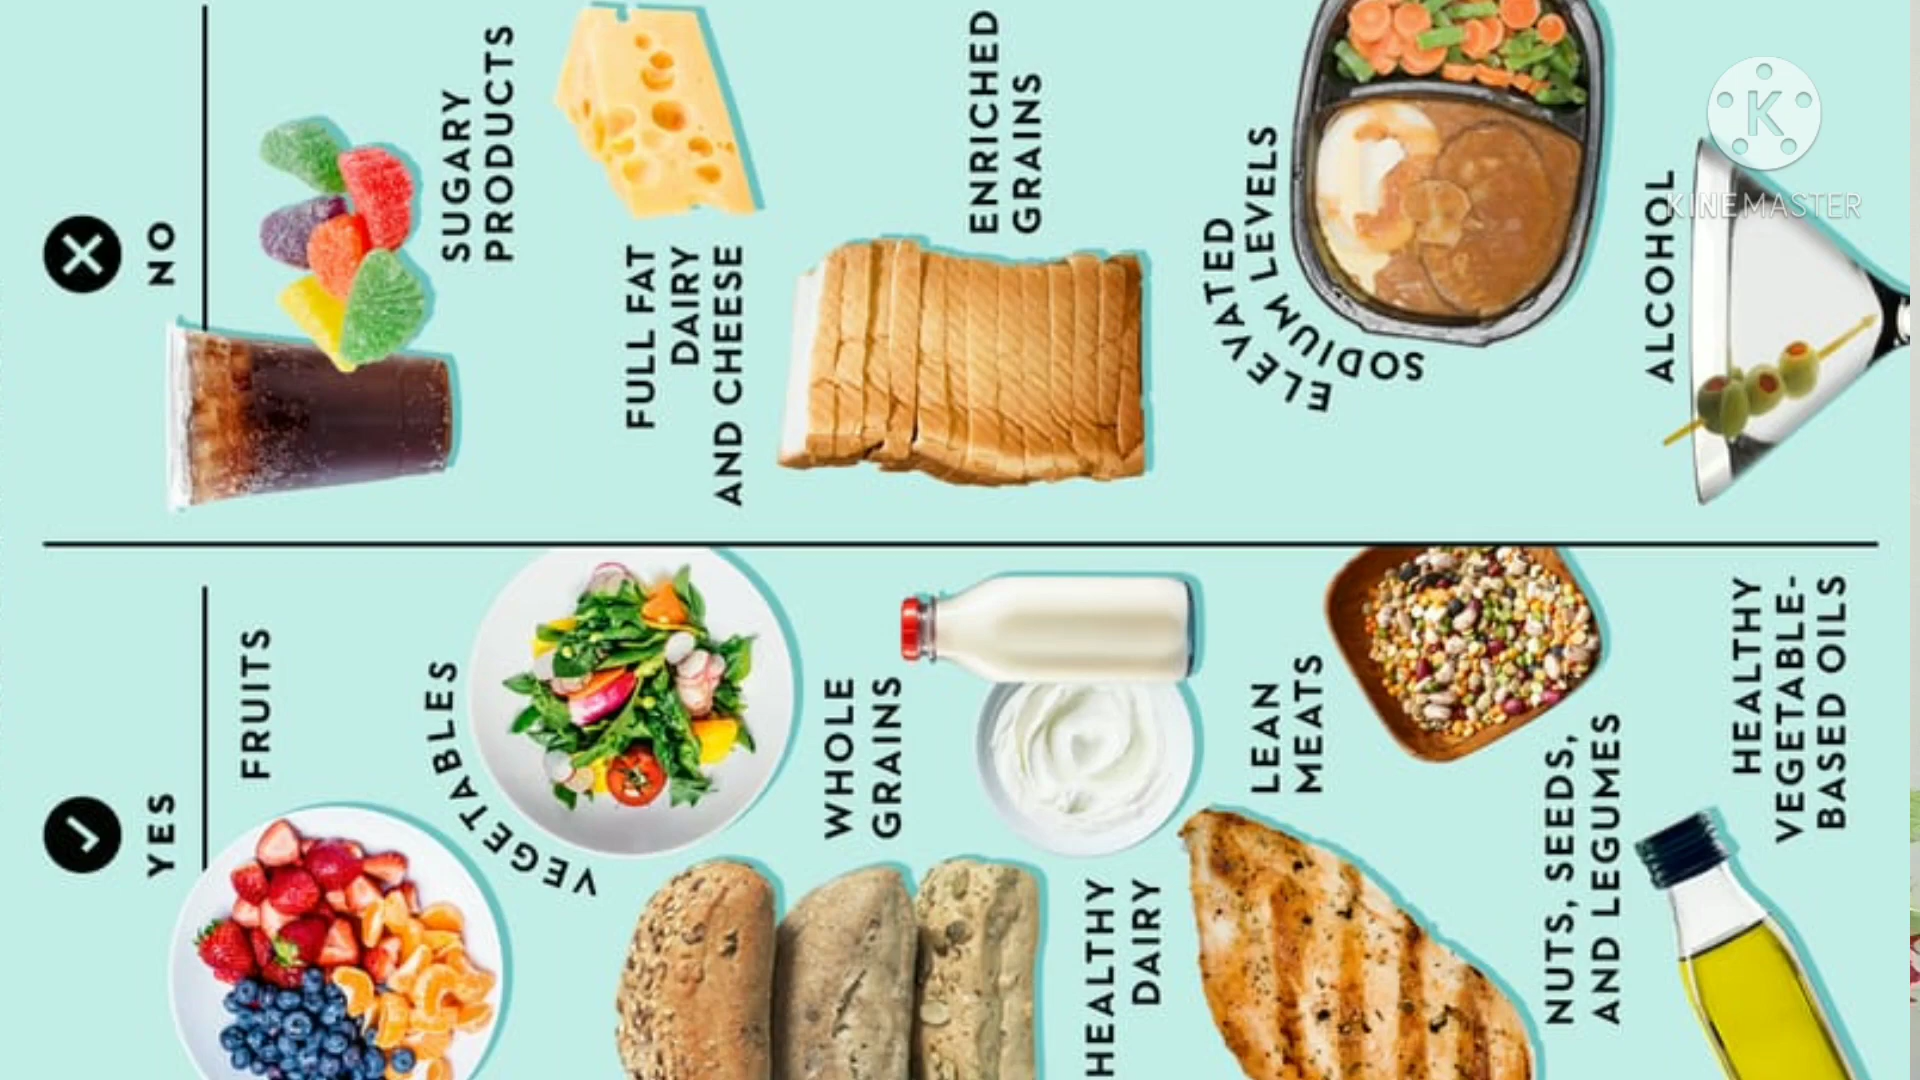 YES
NO
FRUITS
SUGARY
PRODUCTS
VEGETABLES
FULL FAT
DAIRY
AND CHEESE
WHOLE
GRAINS
ENRICHED
GRAINS
HEALTHY
DAIRY
LEAN
MEATS
ELEVATED
SODIUM LEVELS
NUTS, SEEDS,
AND LEGUMES
HEALTHY
VEGETABLE-
BASED OILS
ALCOHOL
K
KINEMASTER